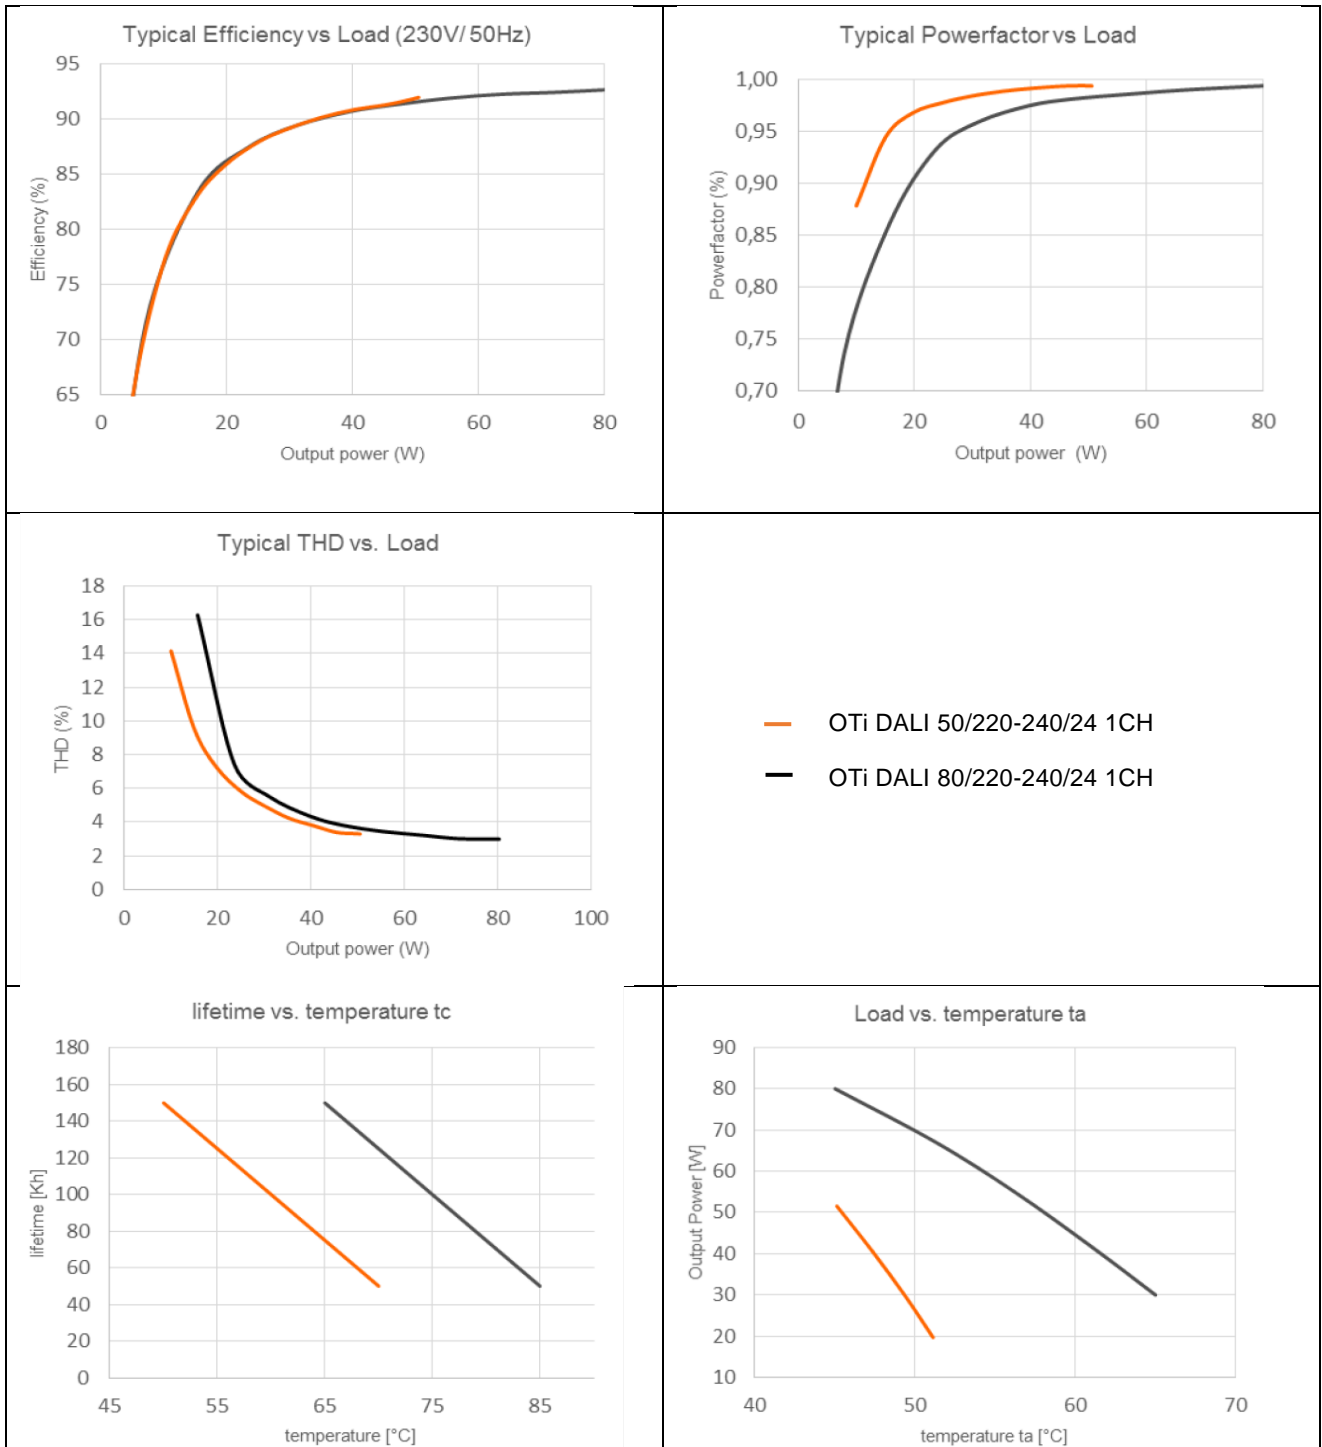 Typical Efficiency vs Load (230V/ 50Hz)
95
90
85
80
75
70
65
Efficiency (%)
0 20 40 60 80
Output power (W)
Typical Powerfactor vs Load
1,00
0,95
0,90
0,85
0,80
0,75
0,70
Powerfactor (%)
0 20 40 60 80
Output power (W)
Typical THD vs. Load
18
16
14
12
10
8
6
4
2
0
THD (%)
0 20 40 60 80 100
Output power (W)
OTi DALI 50/220-240/24 1CH
OTi DALI 80/220-240/24 1CH
lifetime vs. temperature tc
180
160
140
120
100
80
60
40
20
0
lifetime [Kh]
45 55 65 75 85
temperature [°C]
Load vs. temperature ta
90
80
70
60
50
40
30
20
10
Output Power [W]
40 50 60 70
temperature ta [°C]